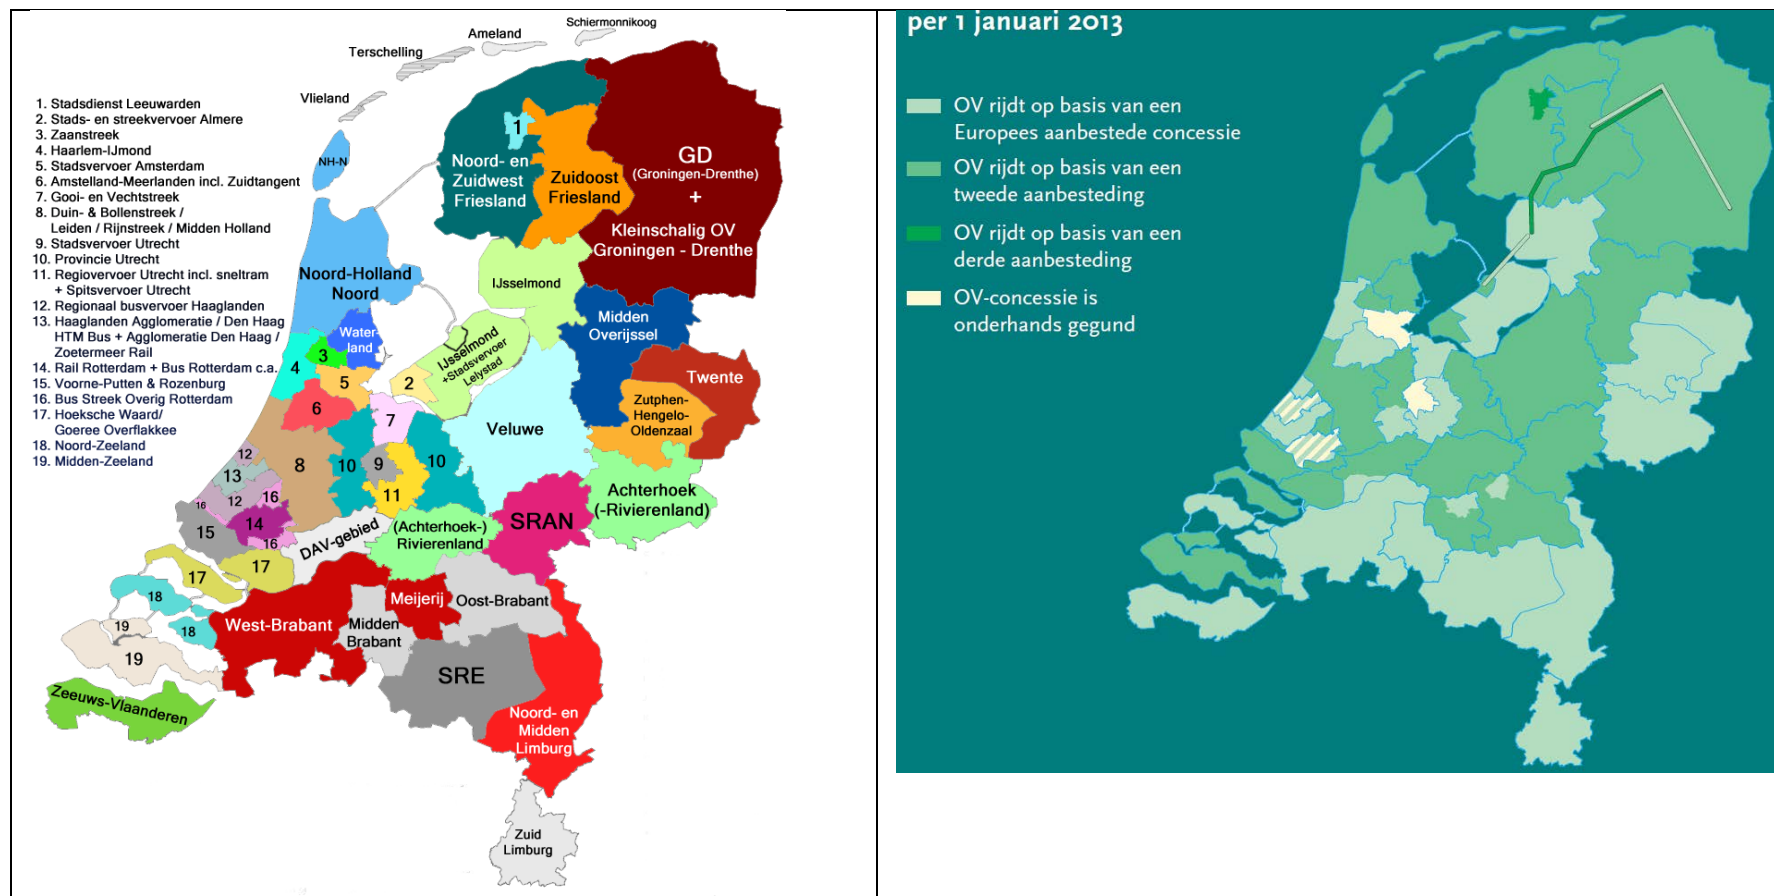 Schiermonnikoog
Ameland
Terschelling
Vlieland
1. Stadsdienst Leeuwarden
2. Stads- en streekvervoer Almere
3. Zaanstreek
4. Haarlem-IJmond
5. Stadsvervoer Amsterdam
6. Amstelland-Meerlanden incl. Zuidtangent
7. Gooi- en Vechtstreek
8. Duin- & Bollenstreek /
Leiden / Rijnstreek / Midden Holland
9. Stadsvervoer Utrecht
10. Provincie Utrecht
11. Regiovervoer Utrecht incl. sneltram
+ Spitsvervoer Utrecht
12. Regionaal busvervoer Haaglanden
13. Haaglanden Agglomeratie / Den Haag
HTM Bus + Agglomeratie Den Haag /
Zoetermeer Rail
14. Rail Rotterdam + Bus Rotterdam c.a.
15. Voorne-Putten & Rozenburg
16. Bus Streek Overig Rotterdam
17. Hoeksche Waard/
Goeree Overflakkee
18. Noord-Zeeland
19. Midden-Zeeland
NH-N
1
Noord- en
Zuidwest
Friesland
Zuidoost
Friesland
GD
(Groningen-Drenthe)
+
Kleinschalig OV
Groningen - Drenthe
Noord-Holland
Noord
IJsselmond
Water-
land
Midden
Overijssel
IJsselmond
+Stadsvervoer
Lelystad
3
4
5
2
Twente
6
7
Zutphen-
Hengelo-
Oldenzaal
Veluwe
8
10
9
10
11
12
13
12
16
16
14
15
16
DAV-gebied
(Achterhoek-)
Rivierenland
SRAN
Achterhoek
(-Rivierenland)
17
17
18
18
19
19
West-Brabant
Meijerij
Midden
Brabant
Oost-Brabant
SRE
Zeeuws-Vlaanderen
Noord- en
Midden
Limburg
Zuid
Limburg
per 1 januari 2013
OV rijdt op basis van een
Europees aanbestede concessie
OV rijdt op basis van een
tweede aanbesteding
OV rijdt op basis van een
derde aanbesteding
OV-concessie is
onderhands gegund